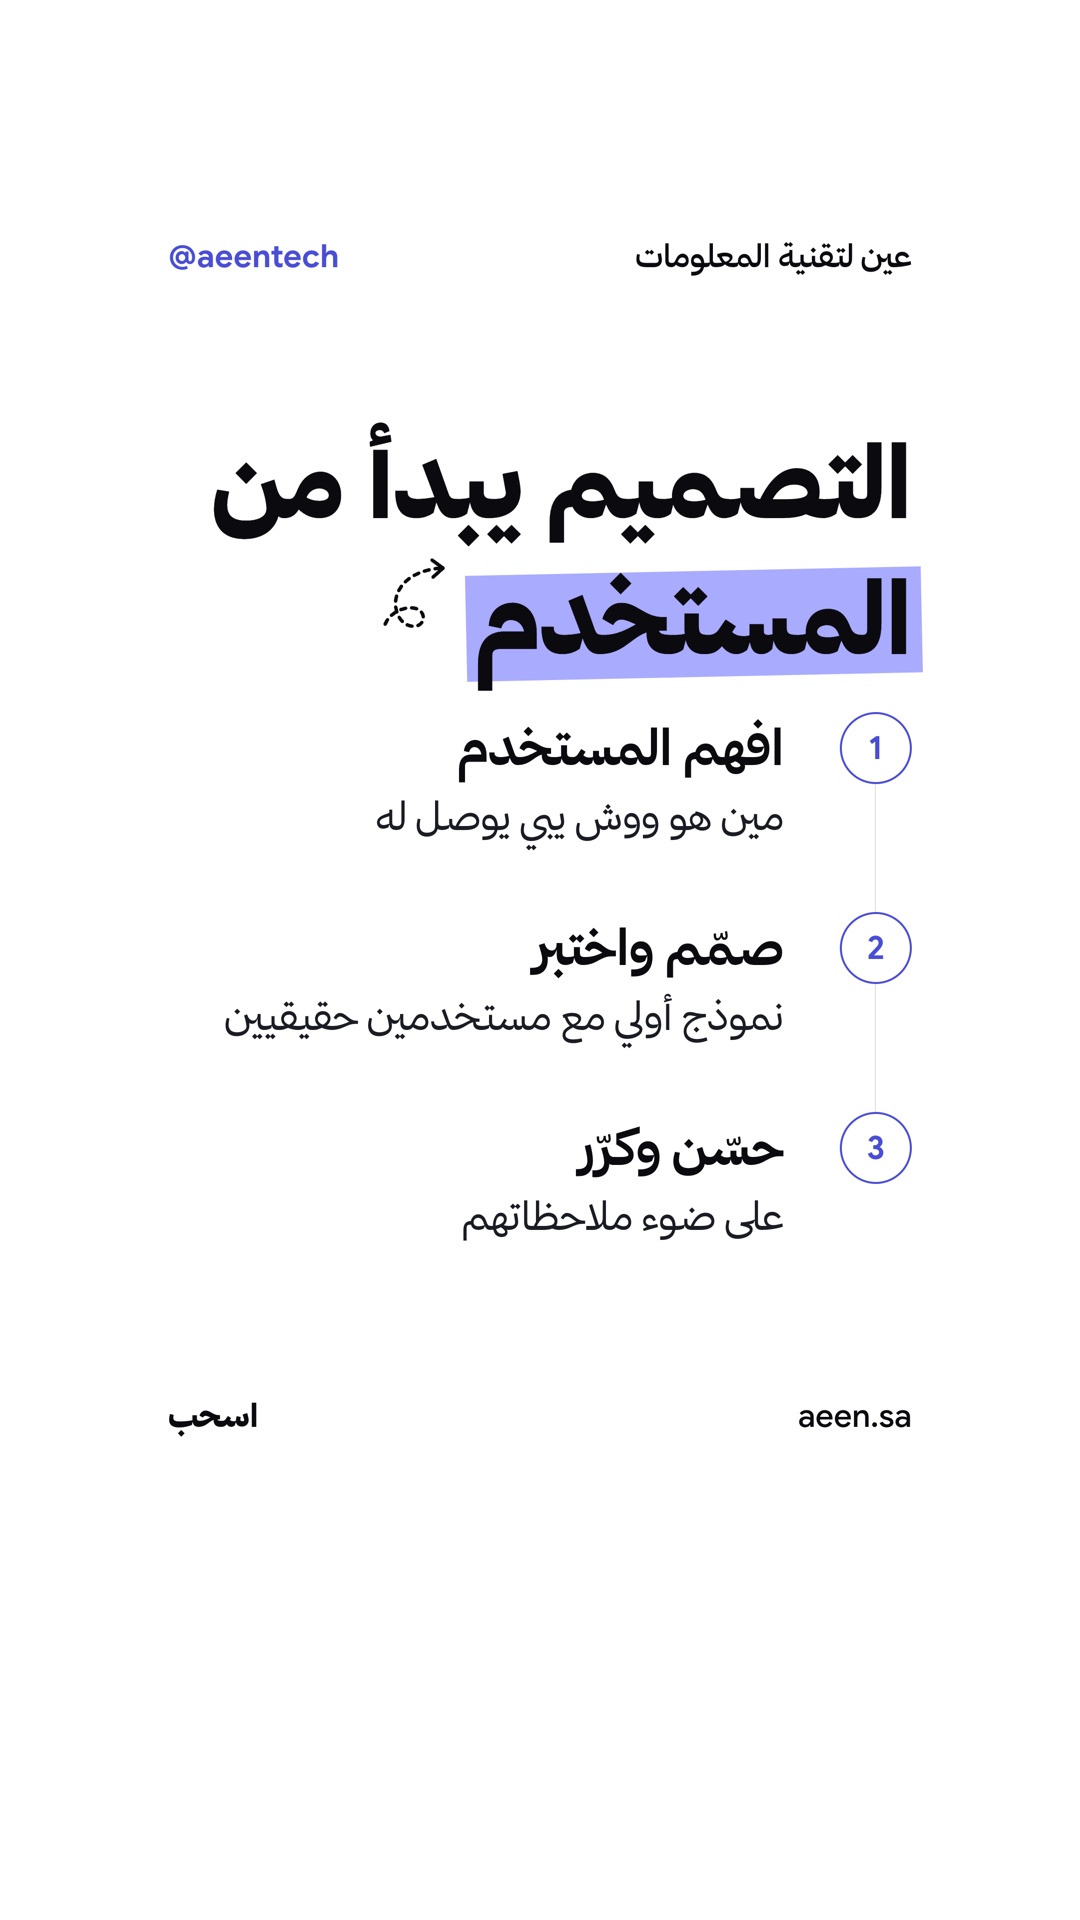 عين لتقنية المعلومات
@aeentech
التصميم يبدأ من
المستخدم
1
افهم المستخدم
مين هو ووش يبي يوصل له
2
صمّم واختبر
نموذج أولي مع مستخدمين حقيقيين
3
حسّن وكرّر
على ضوء ملاحظاتهم
aeen.sa
اسحب